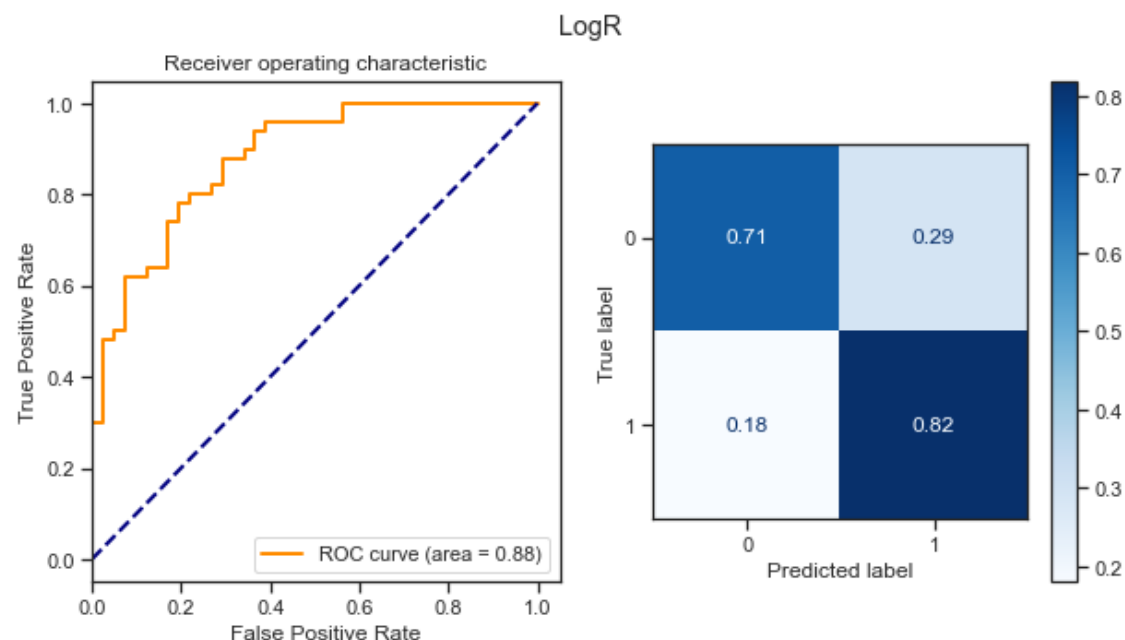 LogR
Receiver operating characteristic
1.0
0.8
0.6
0.4
0.2
0.0
True Positive Rate
ROC curve (area = 0.88)
0.0 0.2 0.4 0.6 0.8 1.0
False Positive Rate
True label
0
0.71 0.29
1
0.18 0.82
0 1
Predicted label
0.8
0.7
0.6
0.5
0.4
0.3
0.2